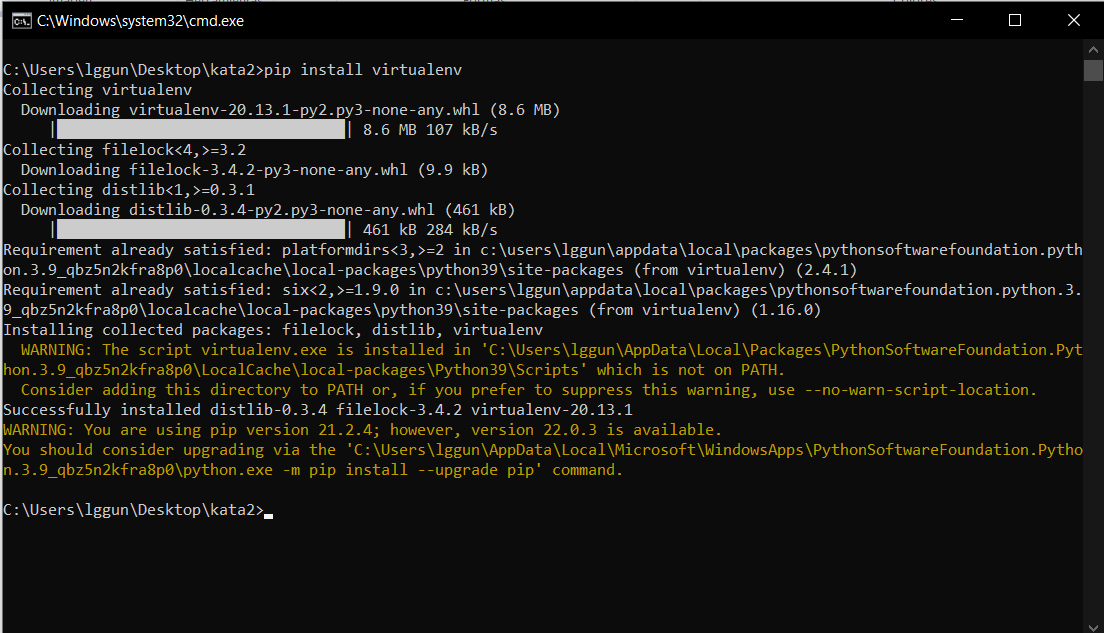 C:\Windows\system32\cmd.exe
C:\Users\lggun\Desktop\kata2>pip install virtualenv
Collecting virtualenv
  Downloading virtualenv-20.13.1-py2.py3-none-any.whl (8.6 MB)
     |████████████████████████████████| 8.6 MB 107 kB/s
Collecting filelock<4,>=3.2
  Downloading filelock-3.4.2-py3-none-any.whl (9.9 kB)
Collecting distlib<1,>=0.3.1
  Downloading distlib-0.3.4-py2.py3-none-any.whl (461 kB)
     |████████████████████████████████| 461 kB 284 kB/s
Requirement already satisfied: platformdirs<3,>=2 in c:\users\lggun\appdata\local\packages\pythonsoftwarefoundation.pyth
on.3.9_qbz5n2kfra8p0\localcache\local-packages\python39\site-packages (from virtualenv) (2.4.1)
Requirement already satisfied: six<2,>=1.9.0 in c:\users\lggun\appdata\local\packages\pythonsoftwarefoundation.python.3.
9_qbz5n2kfra8p0\localcache\local-packages\python39\site-packages (from virtualenv) (1.16.0)
Installing collected packages: filelock, distlib, virtualenv
  WARNING: The script virtualenv.exe is installed in 'C:\Users\lggun\AppData\Local\Packages\PythonSoftwareFoundation.Pyt
hon.3.9_qbz5n2kfra8p0\LocalCache\local-packages\Python39\Scripts' which is not on PATH.
  Consider adding this directory to PATH or, if you prefer to suppress this warning, use --no-warn-script-location.
Successfully installed distlib-0.3.4 filelock-3.4.2 virtualenv-20.13.1
WARNING: You are using pip version 21.2.4; however, version 22.0.3 is available.
You should consider upgrading via the 'C:\Users\lggun\AppData\Local\Microsoft\WindowsApps\PythonSoftwareFoundation.Pytho
n.3.9_qbz5n2kfra8p0\python.exe -m pip install --upgrade pip' command.
C:\Users\lggun\Desktop\kata2>